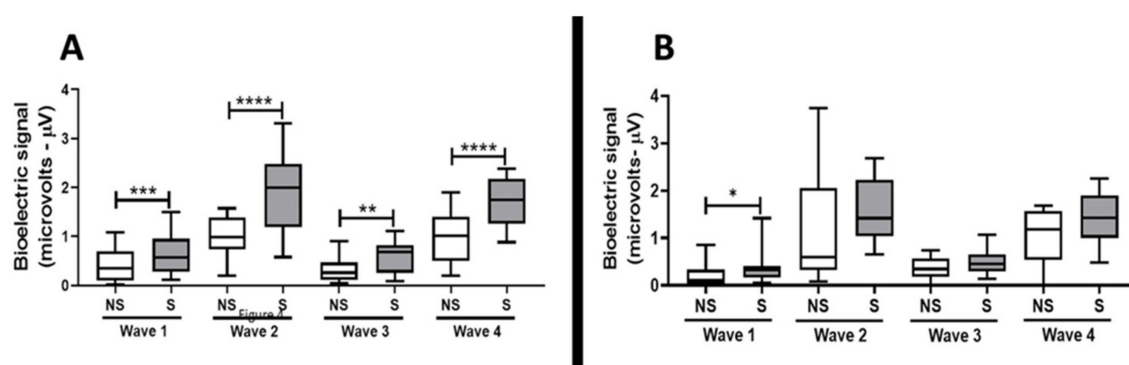 A
Bioelectric signal
(microvolts - μV)
4
3
2
1
0
***
****
**
****
NS S NS S NS S NS S
Figure 4
Wave 1 Wave 2 Wave 3 Wave 4
B
Bioelectric signal
(microvolts- μV)
4
3
2
1
0
*
NS S NS S NS S NS S
Wave 1 Wave 2 Wave 3 Wave 4